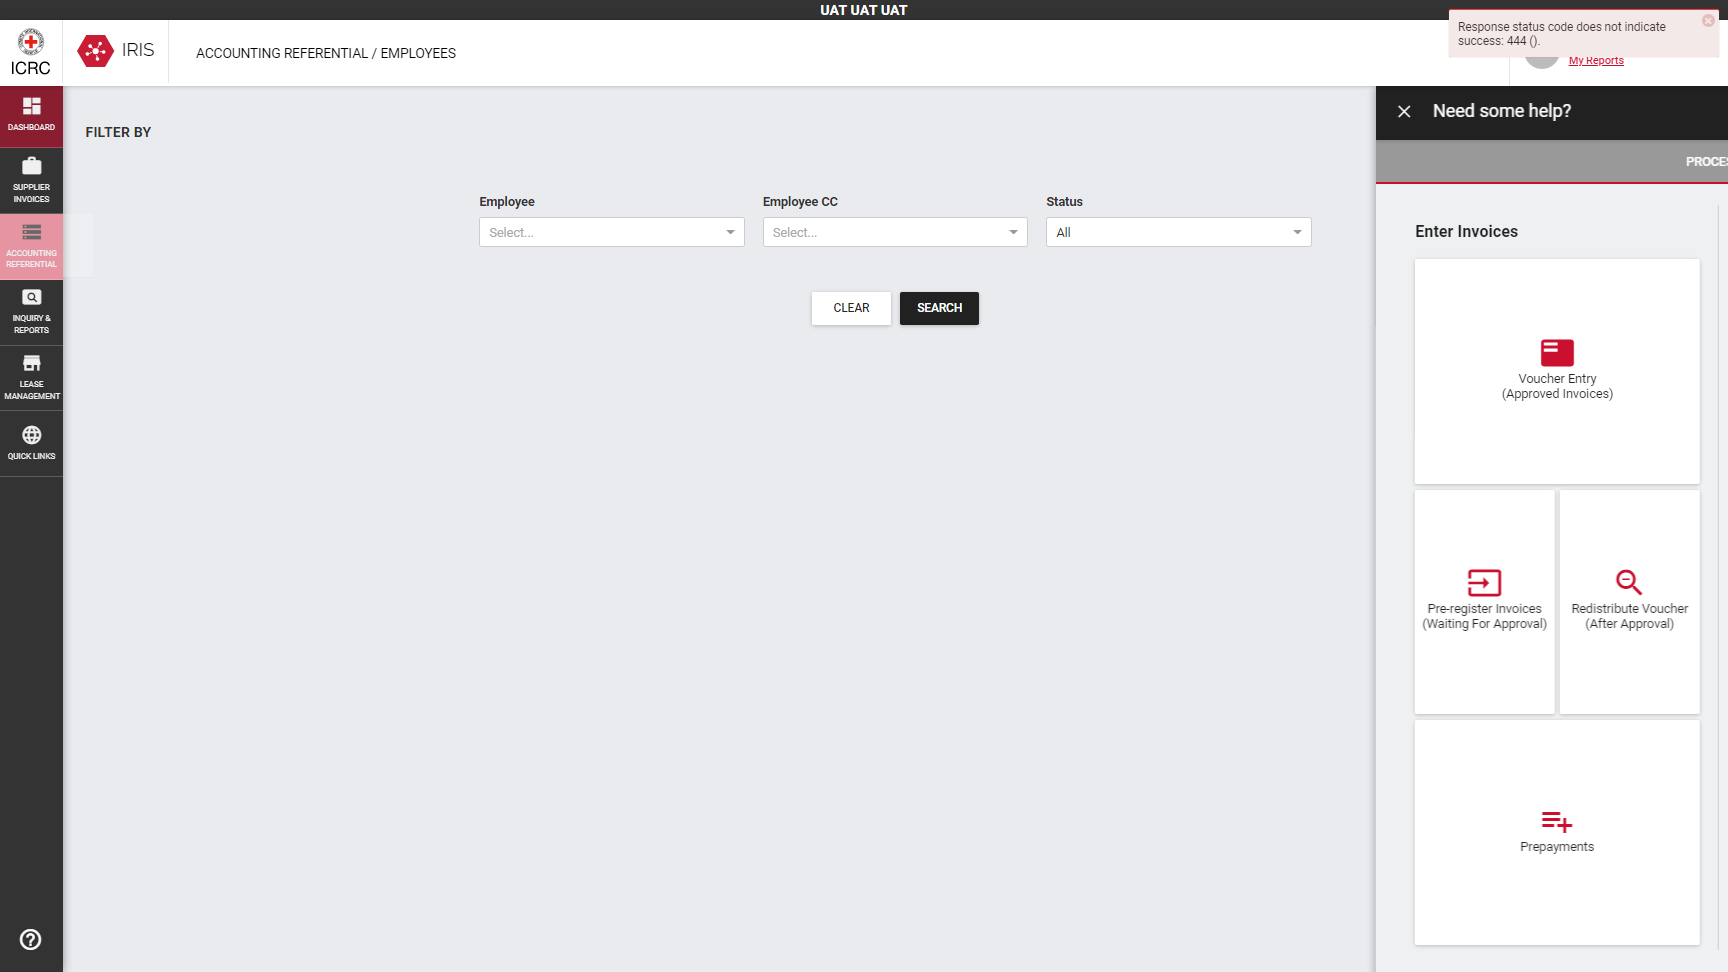 UAT UAT UAT
ICRC
IRIS
ACCOUNTING REFERENTIAL / EMPLOYEES
Response status code does not indicate
success: 444 ().
My Reports
DASHBOARD
SUPPLIER
INVOICES
ACCOUNTING
REFERENTIAL
INQUIRY &
REPORTS
LEASE
MANAGEMENT
QUICK LINKS
FILTER BY
Employee
Select...
Employee CC
Select...
Status
All
CLEAR
SEARCH
Need some help?
PROCES
Enter Invoices
Voucher Entry
(Approved Invoices)
Pre-register Invoices
(Waiting For Approval)
Redistribute Voucher
(After Approval)
Prepayments